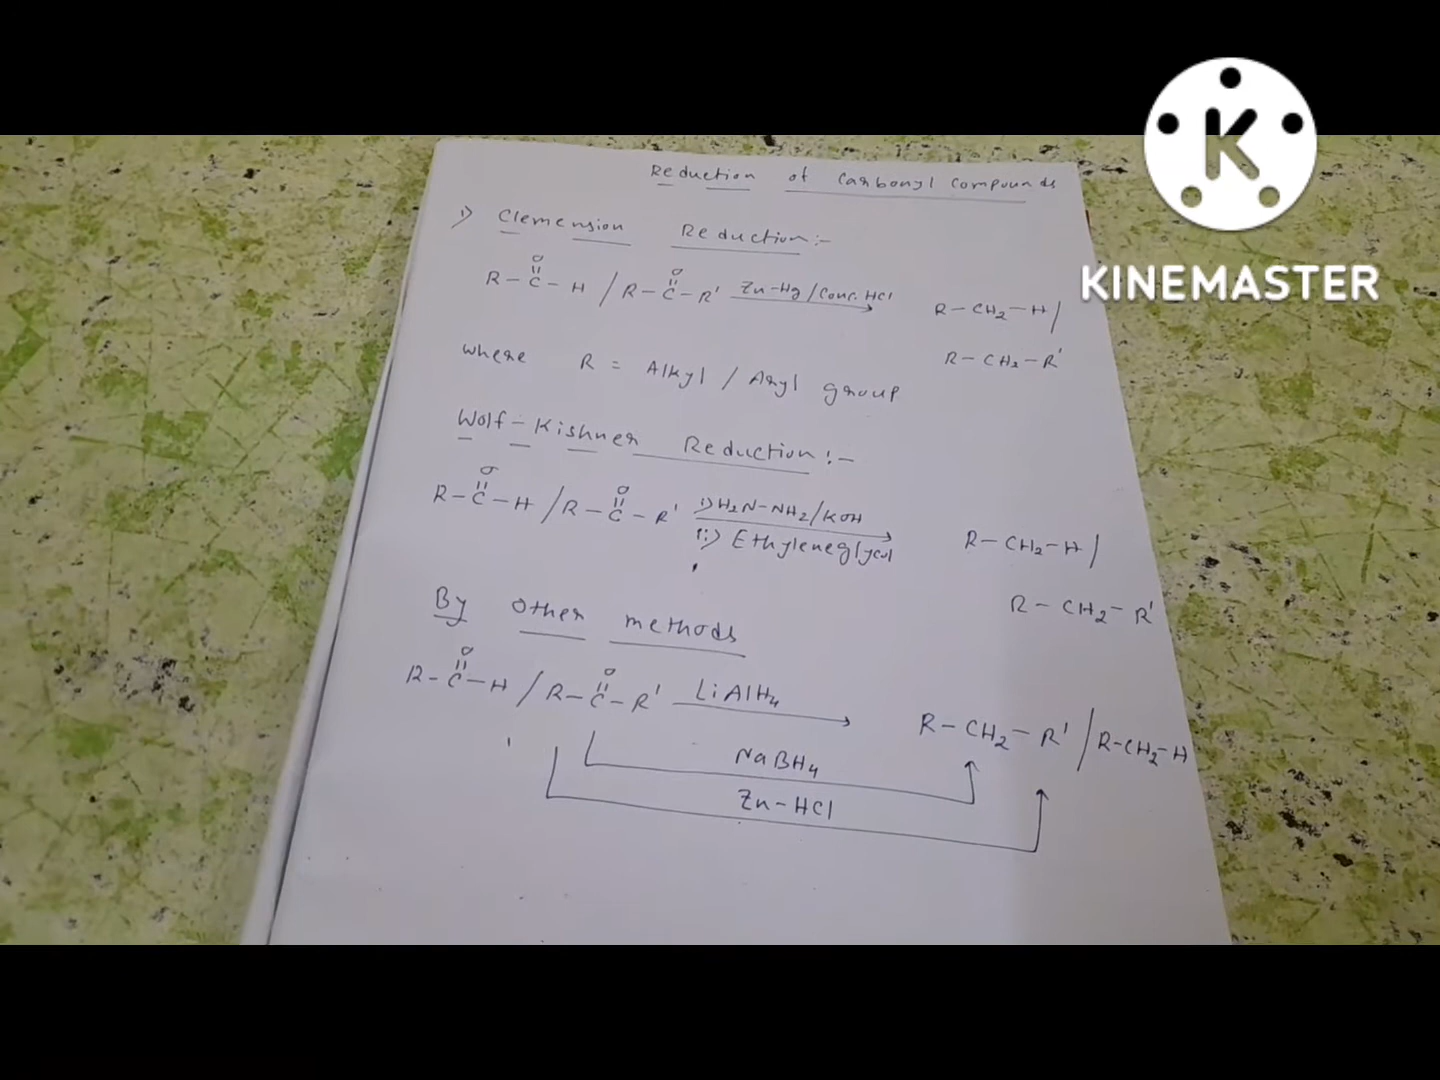 KINEMASTER
Reduction of Carbonyl Compounds
i) Clemension Reduction:-
O O
R-C-H / R-C-R' Zn-Hg/Conc. HCl R-CH2-H/
R-CH2-R'
where R = Alkyl / Aryl group
Wolf-Kishner Reduction:-
O O
R-C-H / R-C-R' i) H2N-NH2/KOH R-CH2-H/
ii) Ethyleneglycol
R-CH2-R'
By Other methods
O O
R-C-H / R-C-R' LiAlH4 R-CH2-R' / R-CH2-H
NaBH4
Zn-HCl